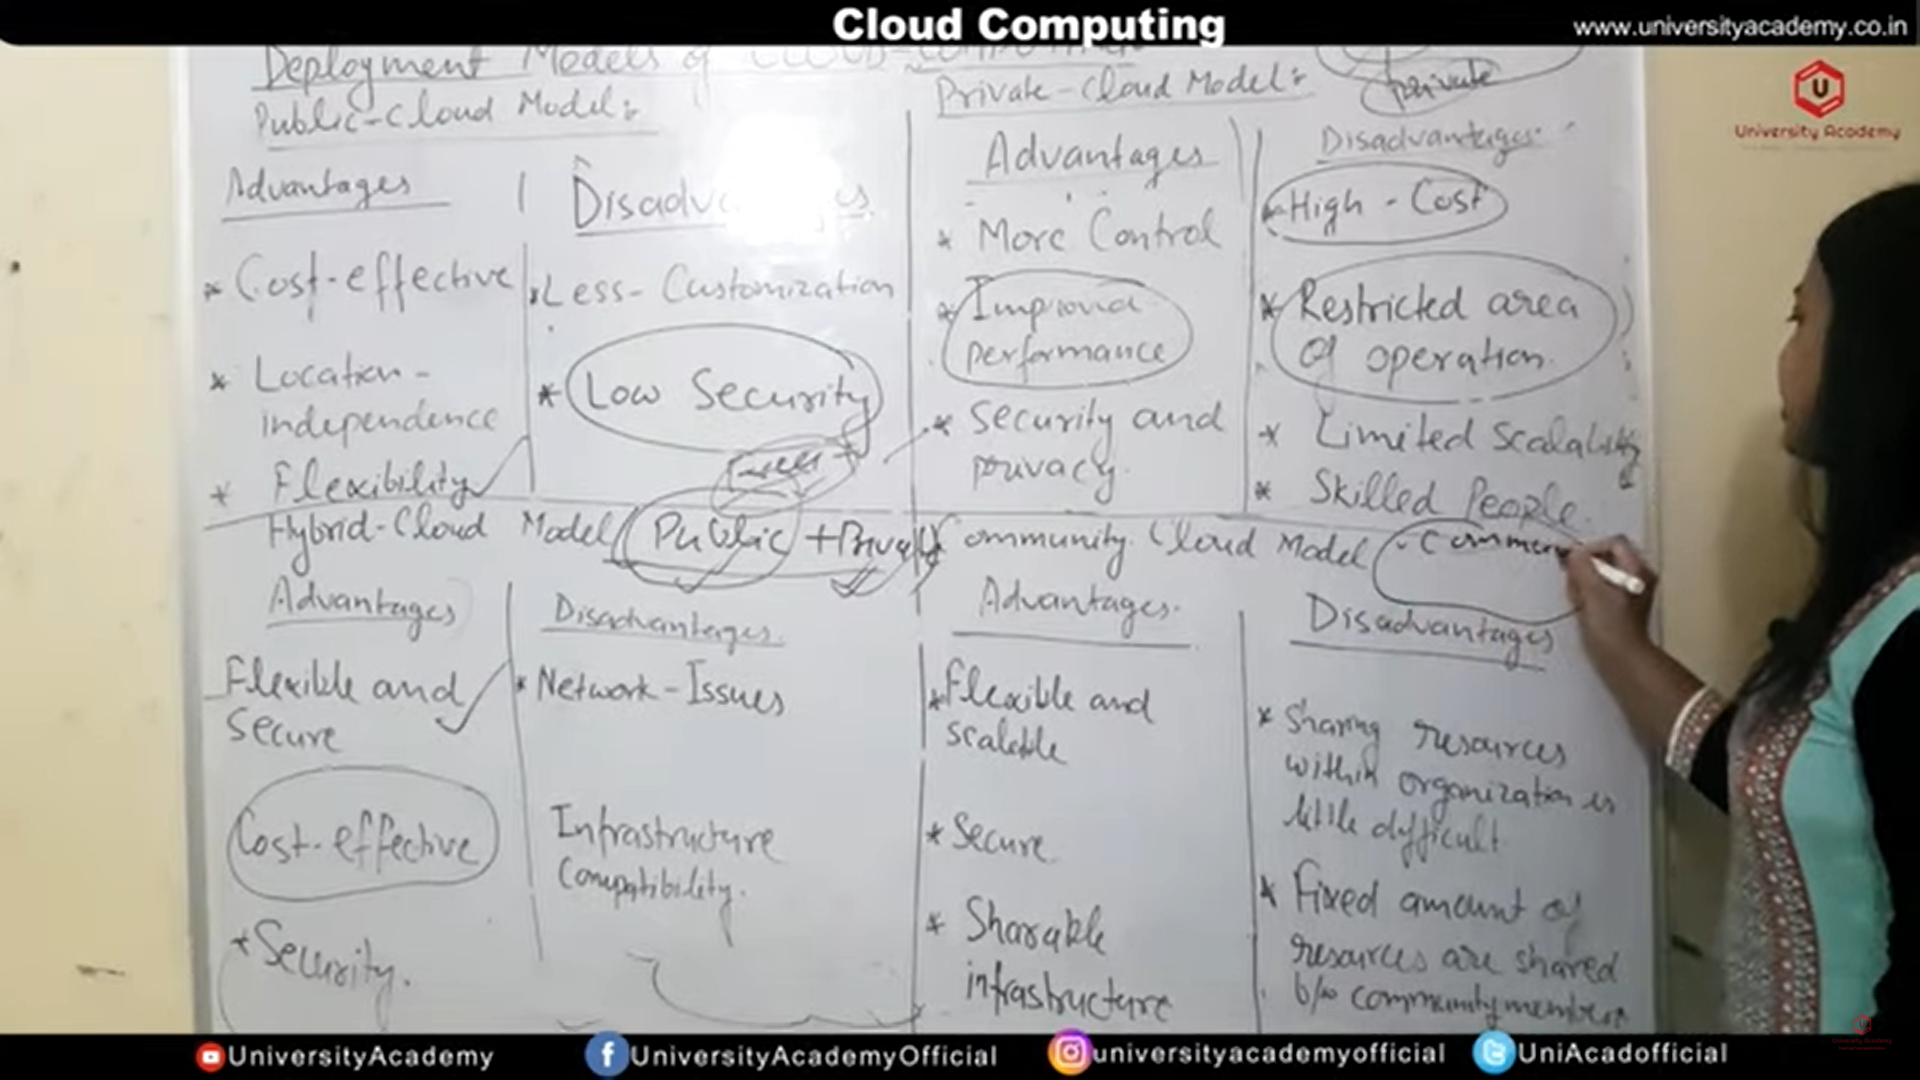 Cloud Computing
www.universityacademy.co.in
University Academy
Deployment Models of Cloud-Computing
Public-Cloud Model:
Advantages
Disadvantages
* Cost-effective
* Less-Customization
* Location-
independence
* Low Security
* Flexibility
Private-Cloud Model:
private
Advantages
Disadvantages
* More Control
High-Cost
* Improved
performance
* Restricted area
Of operation.
* Security and
privacy.
* Limited Scalability
* Skilled People.
Hybrid-Cloud Model (Public + Private)
Advantages
Disadvantages.
Flexible and
secure
* Network-Issues
Cost-effective
Infrastructure
Compatibility.
* Security.
Community. Cloud Model
Commun
Advantages.
Disadvantages
* Flexible and
scalable
* Sharing resources
within organization is
little difficult
* Secure
* Sharable
infrastructure
* Fixed amount of
resources are shared
b/w community members
UniversityAcademy
UniversityAcademyOfficial
universityacademyofficial
UniAcadofficial